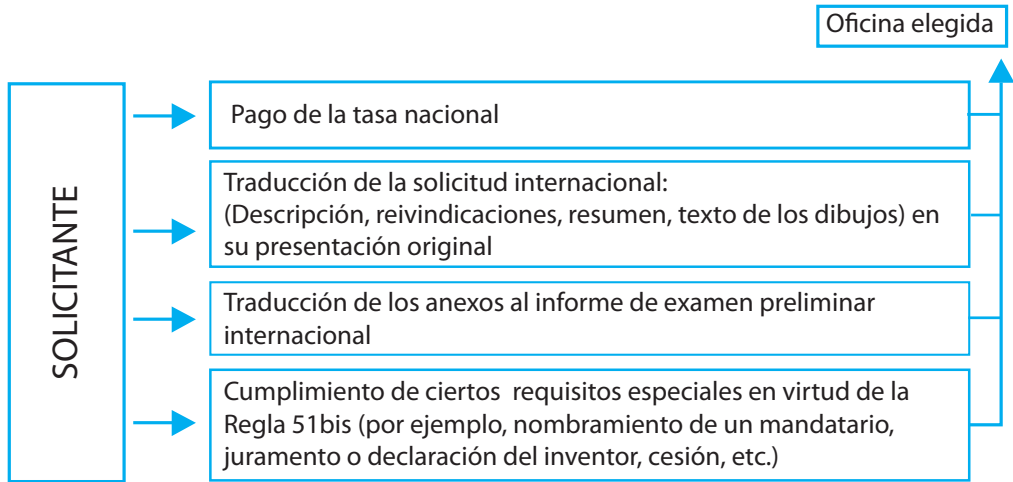 Oficina elegida
SOLICITANTE
Pago de la tasa nacional
Traducción de la solicitud internacional:
(Descripción, reivindicaciones, resumen, texto de los dibujos) en
su presentación original
Traducción de los anexos al informe de examen preliminar
internacional
Cumplimiento de ciertos requisitos especiales en virtud de la
Regla 51bis (por ejemplo, nombramiento de un mandatario,
juramento o declaración del inventor, cesión, etc.)